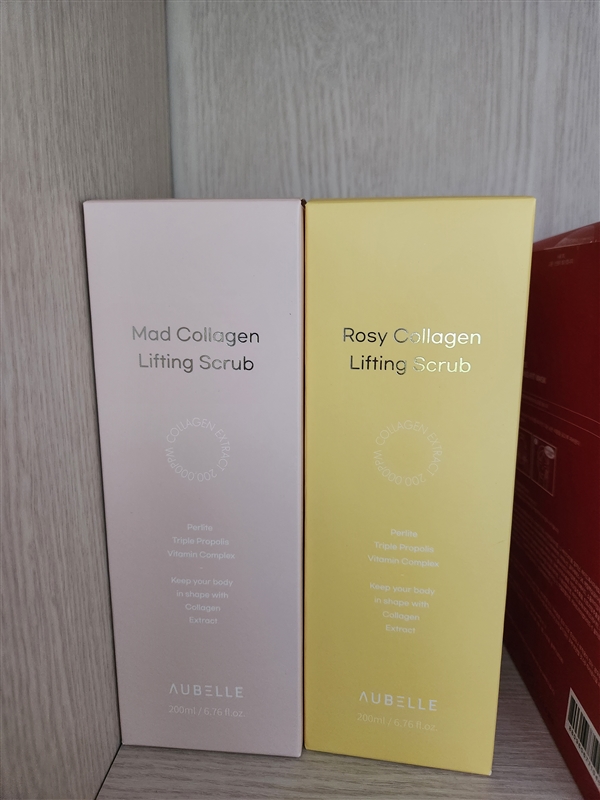 Mad Collagen
Lifting Scrub
COLLAGEN EXTRACT 200,000PPM
Perlite
Triple Propolis
Vitamin Complex
Keep your body
in shape with
Collagen
Extract
AUBELLE
200ml / 6.76 fl.oz.
Rosy Collagen
Lifting Scrub
COLLAGEN EXTRACT 200,000PPM
Perlite
Triple Propolis
Vitamin Complex
Keep your body
in shape with
Collagen
Extract
AUBELLE
200ml / 6.76 fl.oz.